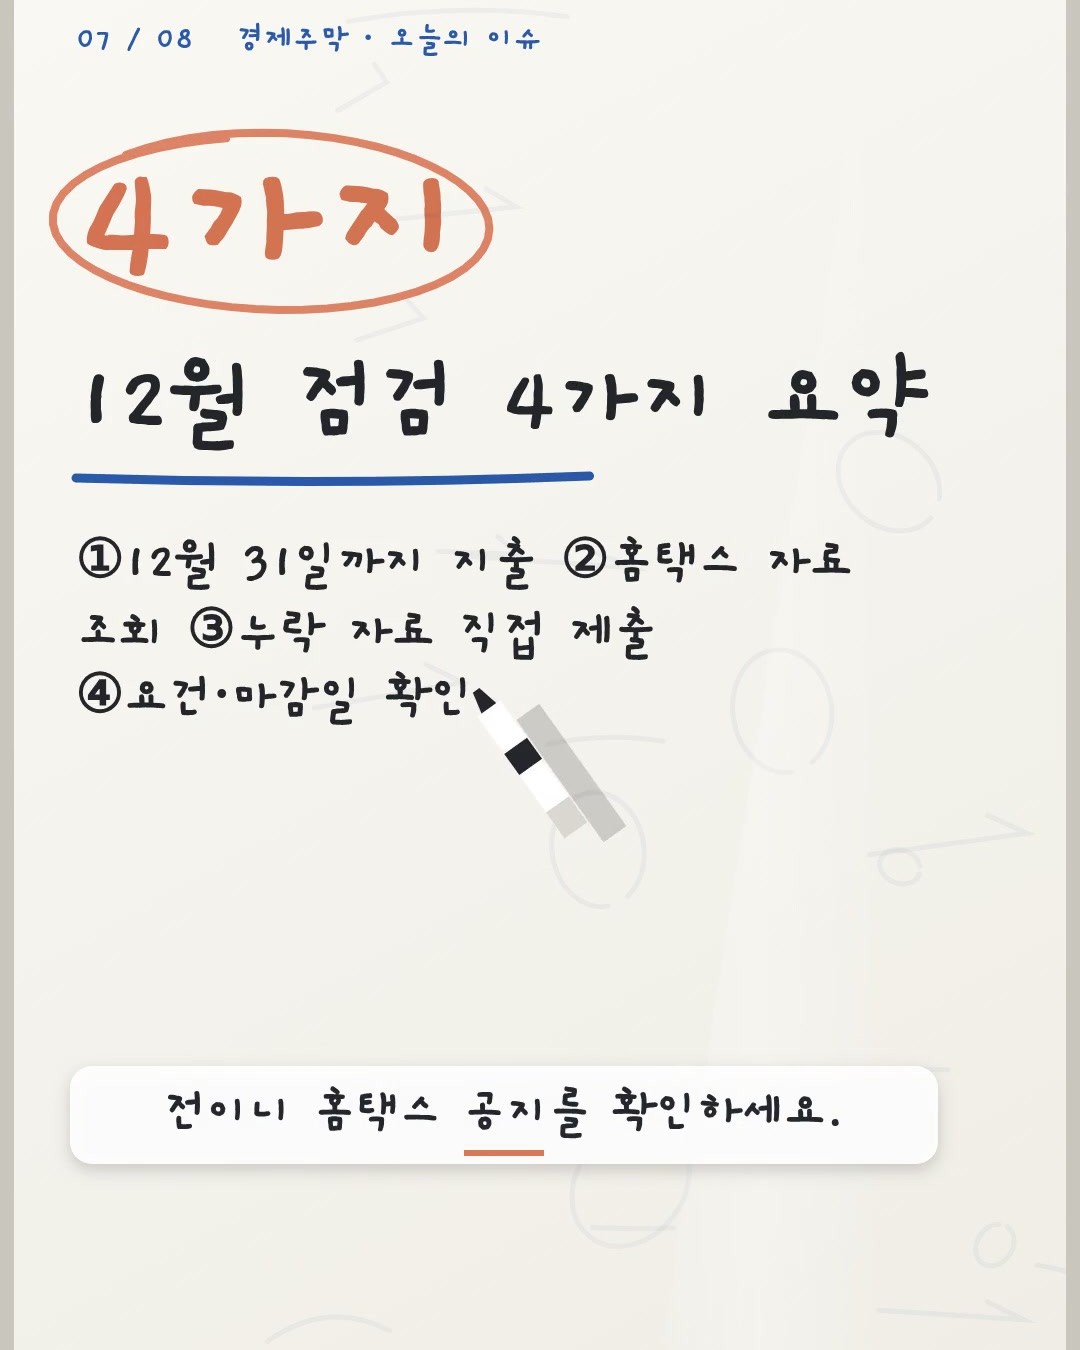 07 / 08 경제주막 · 오늘의 이슈
4가지
12월 점검 4가지 요약
①12월 31일까지 지출 ②홈택스 자료
조회 ③누락 자료 직접 제출
④요건·마감일 확인
전이니 홈택스 공지를 확인하세요.